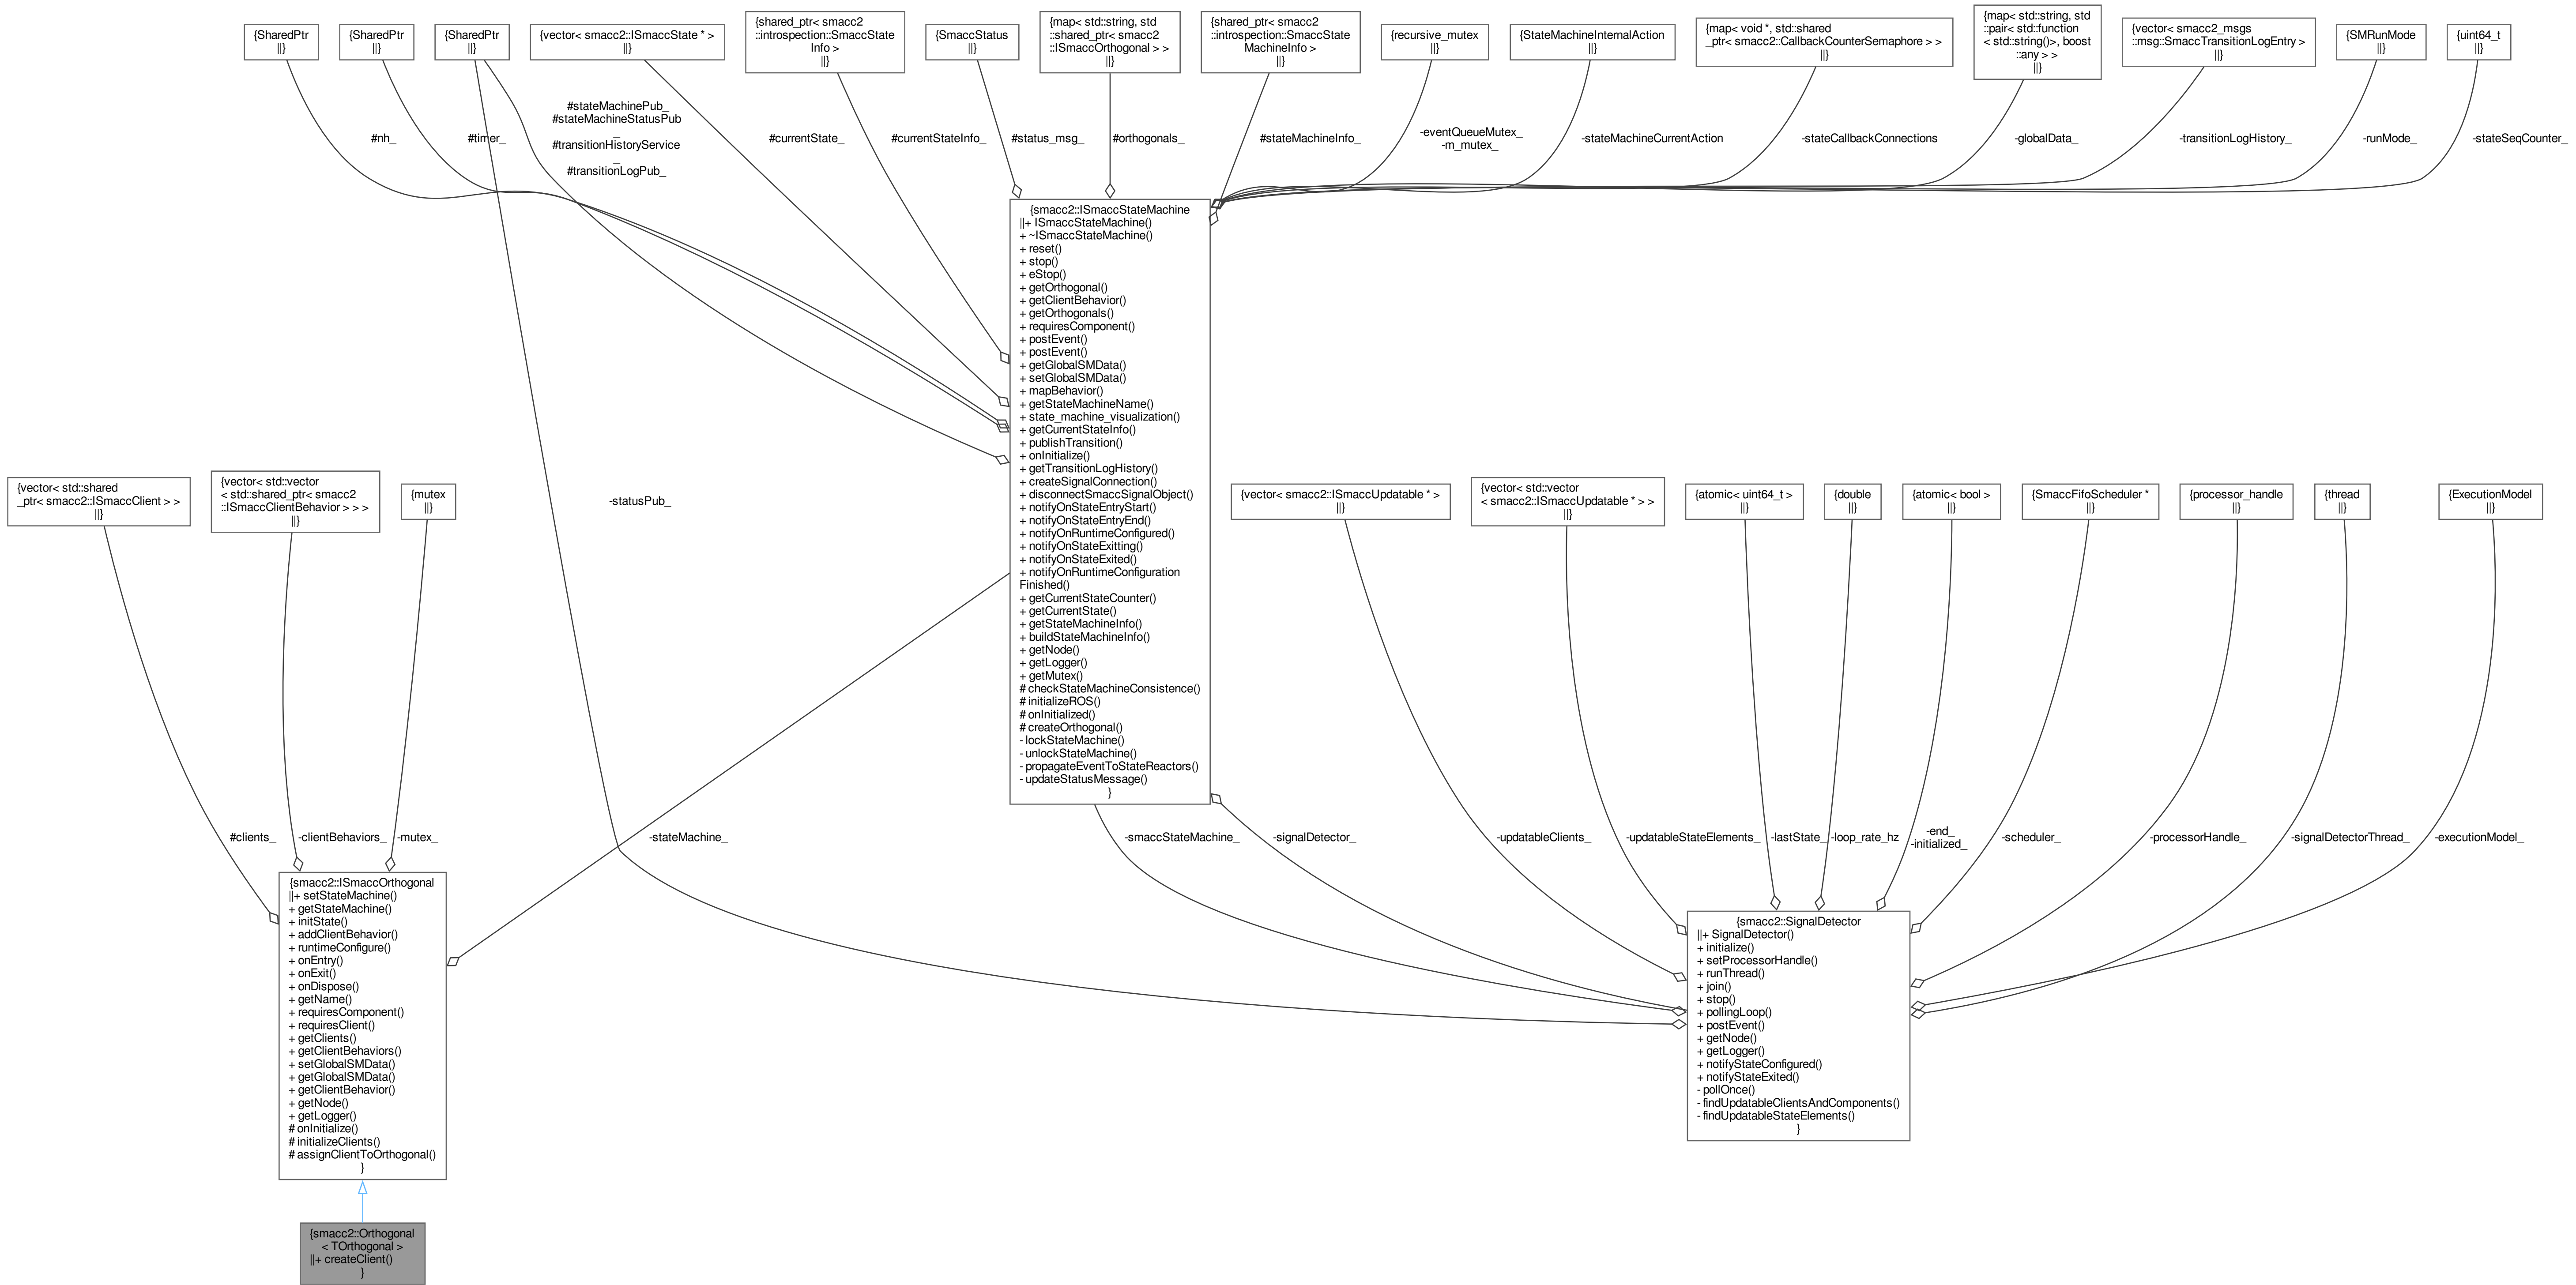 {SharedPtr
||}
{SharedPtr
||}
{SharedPtr
||}
{vector< smacc2::ISmaccState * >
||}
{shared_ptr< smacc2
::introspection::SmaccState
Info >
||}
{SmaccStatus
||}
{map< std::string, std
::shared_ptr< smacc2
::ISmaccOrthogonal > >
||}
{shared_ptr< smacc2
::introspection::SmaccState
MachineInfo >
||}
{recursive_mutex
||}
{StateMachineInternalAction
||}
{map< void *, std::shared
_ptr< smacc2::CallbackCounterSemaphore > >
||}
{map< std::string, std
::pair< std::function
< std::string()>, boost
::any > >
||}
{vector< smacc2_msgs
::msg::SmaccTransitionLogEntry >
||}
{SMRunMode
||}
{uint64_t
||}
#nh_
#timer_
#stateMachinePub_
#stateMachineStatusPub
_
#transitionHistoryService
_
#transitionLogPub_
#currentState_
#currentStateInfo_
#status_msg_
#orthogonals_
#stateMachineInfo_
-eventQueueMutex_
-m_mutex_
-stateMachineCurrentAction
-stateCallbackConnections
-globalData_
-transitionLogHistory_
-runMode_
-stateSeqCounter_
{smacc2::ISmaccStateMachine
||+ ISmaccStateMachine()
+ ~ISmaccStateMachine()
+ reset()
+ stop()
+ eStop()
+ getOrthogonal()
+ getClientBehavior()
+ getOrthogonals()
+ requiresComponent()
+ postEvent()
+ postEvent()
+ getGlobalSMData()
+ setGlobalSMData()
+ mapBehavior()
+ getStateMachineName()
+ state_machine_visualization()
+ getCurrentStateInfo()
+ publishTransition()
+ onInitialize()
+ getTransitionLogHistory()
+ createSignalConnection()
+ disconnectSmaccSignalObject()
+ notifyOnStateEntryStart()
+ notifyOnStateEntryEnd()
+ notifyOnRuntimeConfigured()
+ notifyOnStateExitting()
+ notifyOnStateExited()
+ notifyOnRuntimeConfiguration
Finished()
+ getCurrentStateCounter()
+ getCurrentState()
+ getStateMachineInfo()
+ buildStateMachineInfo()
+ getNode()
+ getLogger()
+ getMutex()
# checkStateMachineConsistence()
# initializeROS()
# onInitialized()
# createOrthogonal()
- lockStateMachine()
- unlockStateMachine()
- propagateEventToStateReactors()
- updateStatusMessage()
}
{vector< std::shared
_ptr< smacc2::ISmaccClient > >
||}
{vector< std::vector
< std::shared_ptr< smacc2
::ISmaccClientBehavior > > >
||}
{mutex
||}
-statusPub_
{vector< smacc2::ISmaccUpdatable * >
||}
{vector< std::vector
< smacc2::ISmaccUpdatable * > >
||}
{atomic< uint64_t >
||}
{double
||}
{atomic< bool >
||}
{SmaccFifoScheduler *
||}
{processor_handle
||}
{thread
||}
{ExecutionModel
||}
#clients_
-clientBehaviors_
-mutex_
-stateMachine_
-smaccStateMachine_
-signalDetector_
-updatableClients_
-updatableStateElements_
-lastState_
-loop_rate_hz
-end_
-initialized_
-scheduler_
-processorHandle_
-signalDetectorThread_
-executionModel_
{smacc2::ISmaccOrthogonal
||+ setStateMachine()
+ getStateMachine()
+ initState()
+ addClientBehavior()
+ runtimeConfigure()
+ onEntry()
+ onExit()
+ onDispose()
+ getName()
+ requiresComponent()
+ requiresClient()
+ getClients()
+ getClientBehaviors()
+ setGlobalSMData()
+ getGlobalSMData()
+ getClientBehavior()
+ getNode()
+ getLogger()
# onInitialize()
# initializeClients()
# assignClientToOrthogonal()
}
{smacc2::SignalDetector
||+ SignalDetector()
+ initialize()
+ setProcessorHandle()
+ runThread()
+ join()
+ stop()
+ pollingLoop()
+ postEvent()
+ getNode()
+ getLogger()
+ notifyStateConfigured()
+ notifyStateExited()
- pollOnce()
- findUpdatableClientsAndComponents()
- findUpdatableStateElements()
}
{smacc2::Orthogonal
< TOrthogonal >
||+ createClient()
}